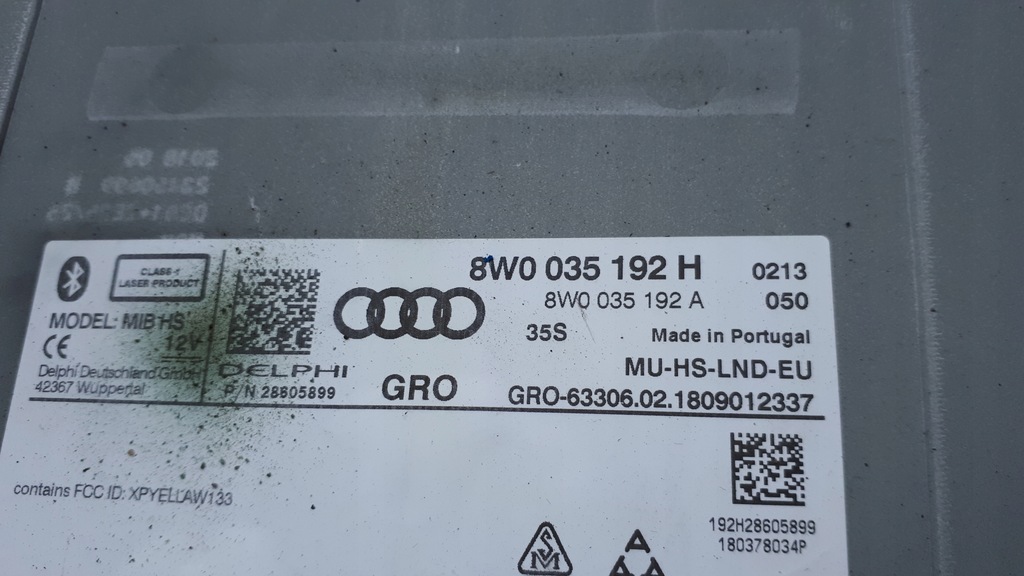 8W0 035 192 H 0213
8W0 035 192 A 050
35S Made in Portugal
MU-HS-LND-EU
GRO GRO-63306.02.1809012337
CLASS 1
LASER PRODUCT
MODEL: MIB HS
12V
Delphi Deutschland GmbH
42367 Wuppertal
DELPHI
P/N 28605899
contains FCC ID: XPYELLAW133
192H28605899
180378034P